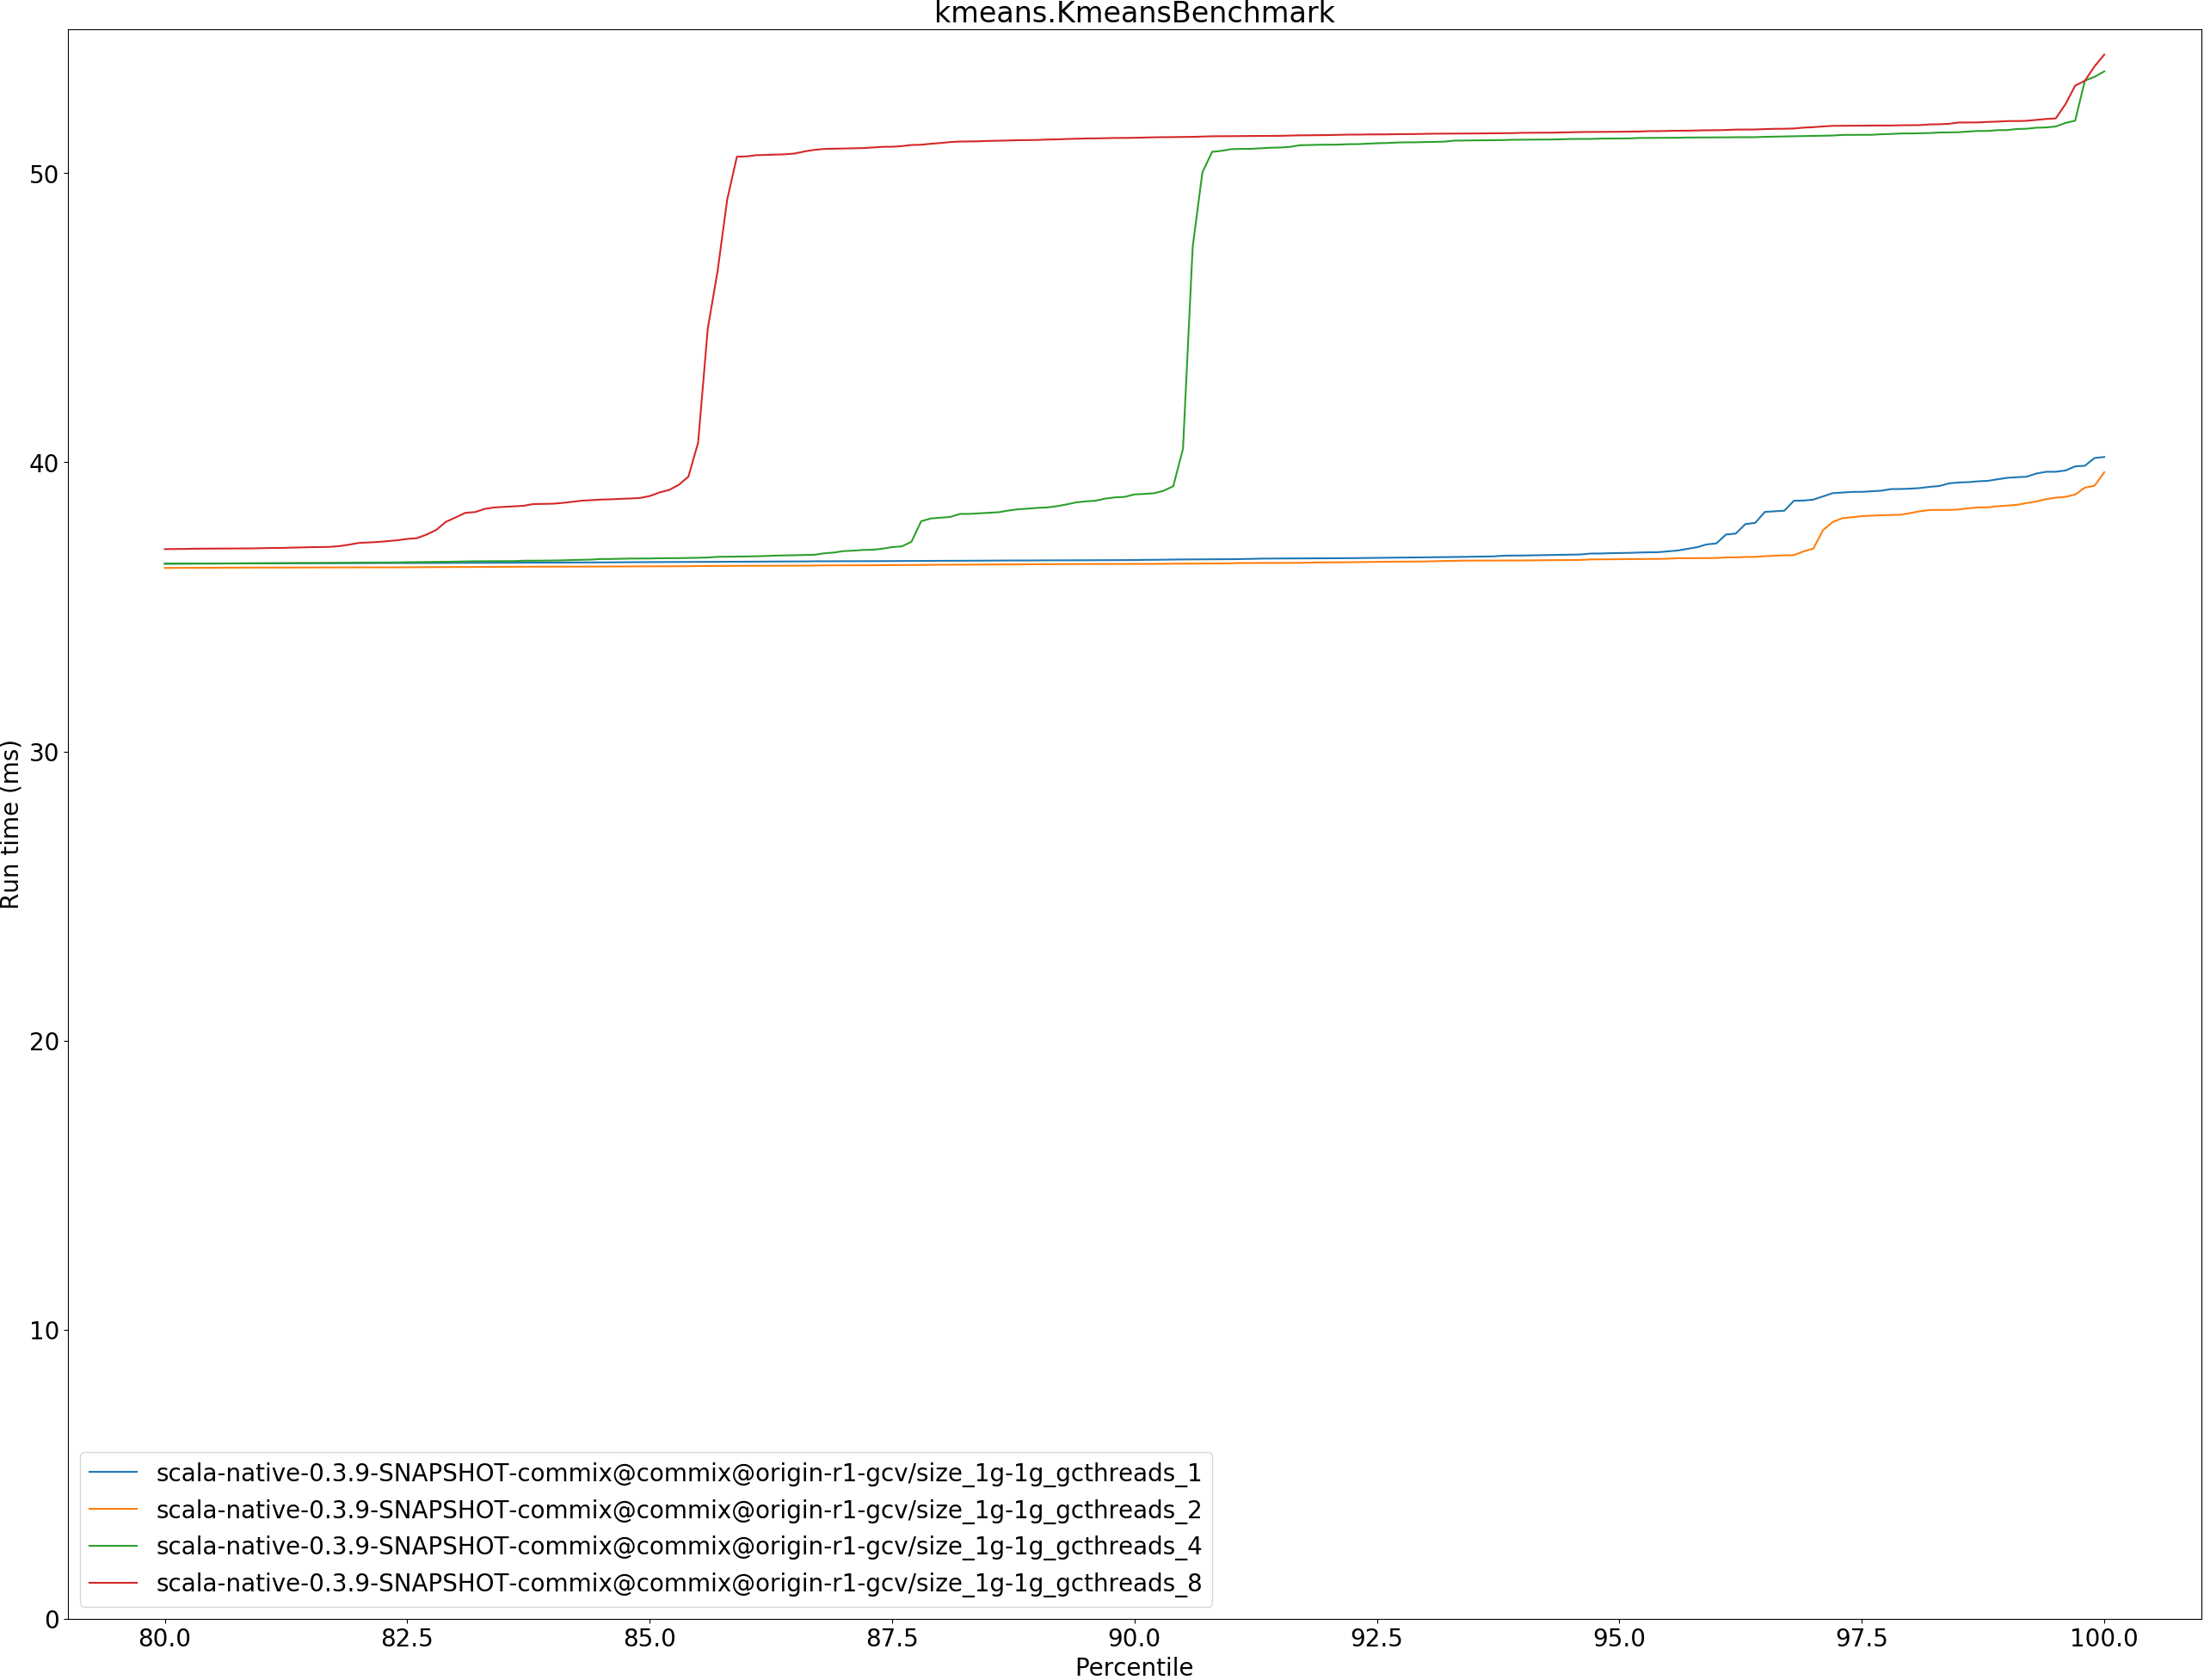 kmeans.KmeansBenchmark
Run time (ms)
50
40
30
20
10
0
scala-native-0.3.9-SNAPSHOT-commix@commix@origin-r1-gcv/size_1g-1g_gcthreads_1
scala-native-0.3.9-SNAPSHOT-commix@commix@origin-r1-gcv/size_1g-1g_gcthreads_2
scala-native-0.3.9-SNAPSHOT-commix@commix@origin-r1-gcv/size_1g-1g_gcthreads_4
scala-native-0.3.9-SNAPSHOT-commix@commix@origin-r1-gcv/size_1g-1g_gcthreads_8
80.0 82.5 85.0 87.5 90.0 92.5 95.0 97.5 100.0
Percentile